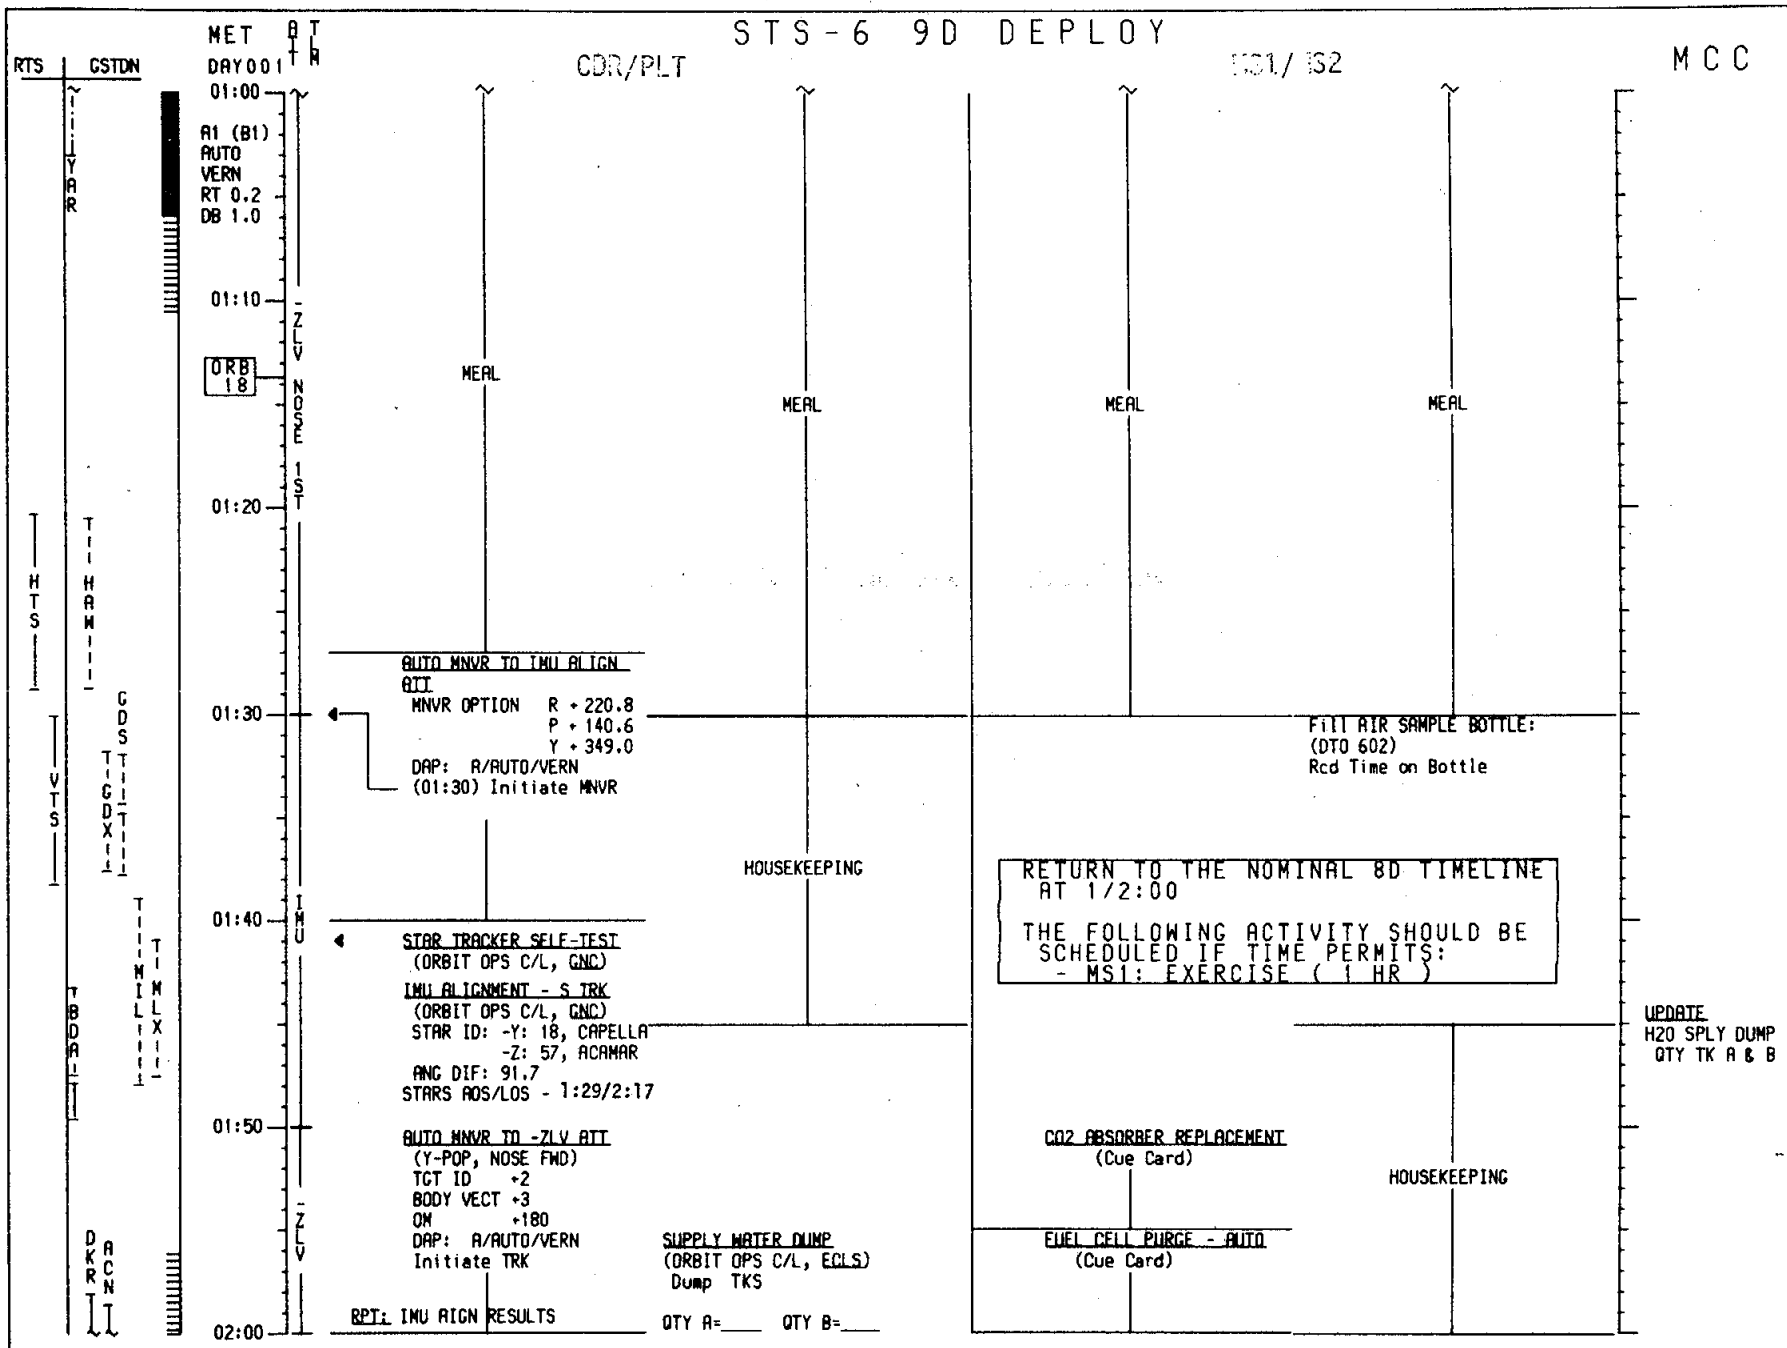 STS-6 9D DEPLOY
MET
ATT
TLM
RTS
GSTDN
DAY001
CDR/PLT
MCC
01:00
A1 (B1)
AUTO
VERN
RT 0.2
DB 1.0
YAR
01:10
-ZLV NOSE 1ST
ORB
18
MEAL
MEAL
MEAL
MEAL
01:20
HTS
HAW
AUTO MNVR TO IMU ALIGN
ATT
MNVR OPTION R + 220.8
P + 140.6
Y + 349.0
DAP: A/AUTO/VERN
(01:30) Initiate MNVR
GDS
01:30
VTS
GDX
Fill AIR SAMPLE BOTTLE:
(DTO 602)
Rcd Time on Bottle
HOUSEKEEPING
RETURN TO THE NOMINAL 8D TIMELINE
AT 1/2:00
THE FOLLOWING ACTIVITY SHOULD BE
SCHEDULED IF TIME PERMITS:
- MS1: EXERCISE ( 1 HR )
01:40
IMU
STAR TRACKER SELF-TEST
(ORBIT OPS C/L, GNC)
IMU ALIGNMENT - S TRK
(ORBIT OPS C/L, GNC)
STAR ID: -Y: 18, CAPELLA
-Z: 57, ACAMAR
ANG DIF: 91.7
STARS AOS/LOS - 1:29/2:17
MIL
MLX
BDA
UPDATE
H2O SPLY DUMP
QTY TK A & B
01:50
AUTO MNVR TO -ZLV ATT
(Y-POP, NOSE FWD)
TGT ID +2
BODY VECT +3
OM +180
DAP: A/AUTO/VERN
Initiate TRK
-ZLV
CO2 ABSORBER REPLACEMENT
(Cue Card)
HOUSEKEEPING
DKR
ACN
SUPPLY WATER DUMP
(ORBIT OPS C/L, ECLS)
Dump TKS
FUEL CELL PURGE - AUTO
(Cue Card)
RPT: IMU AIGN RESULTS
QTY A=____ QTY B=____
02:00